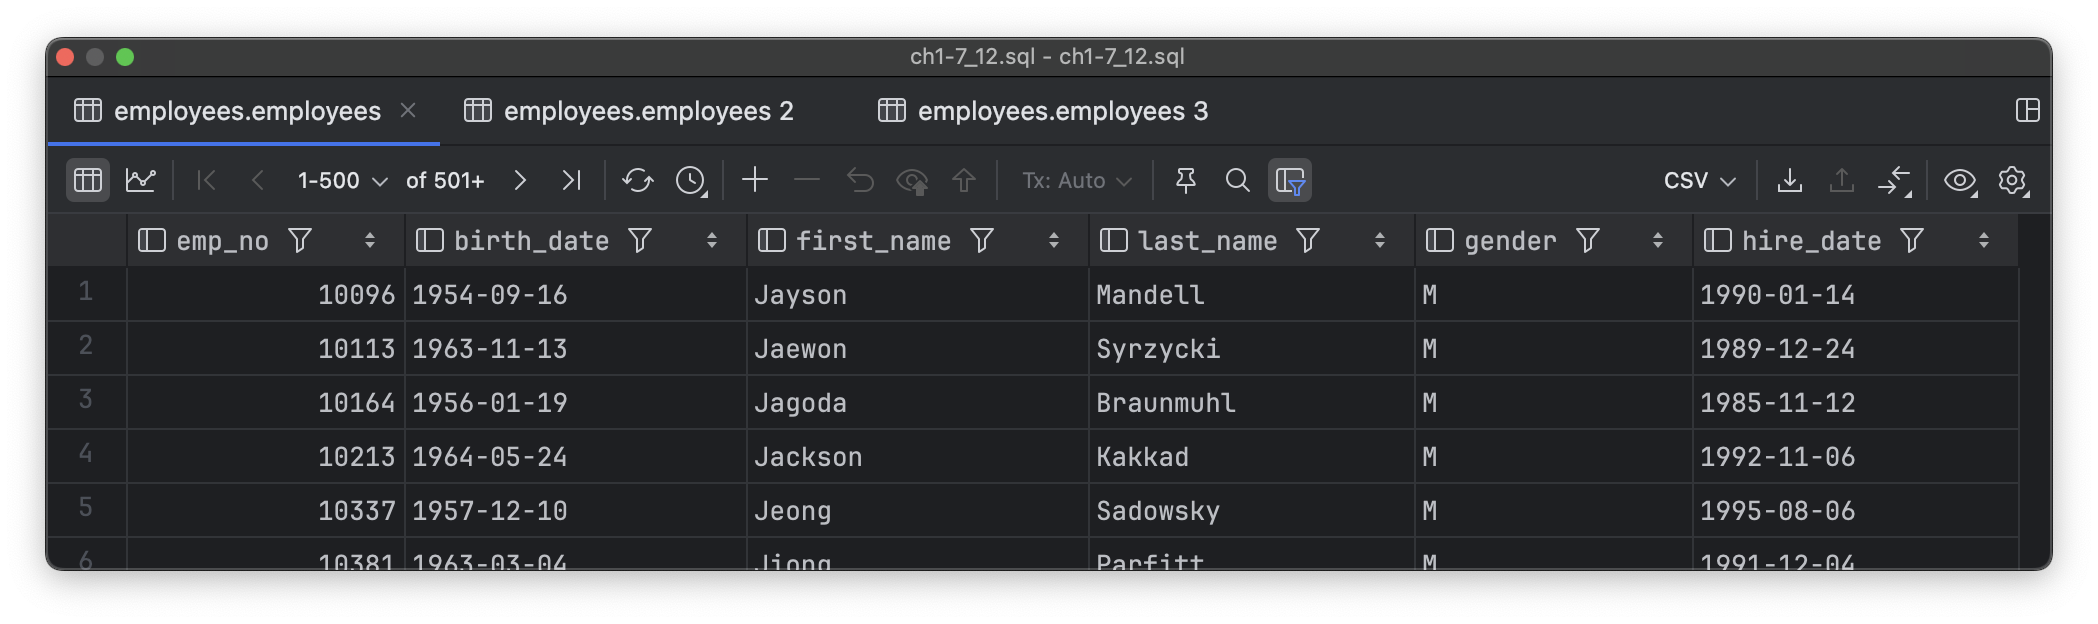 ch1-7_12.sql - ch1-7_12.sql
employees.employees employees.employees 2 employees.employees 3
1-500 of 501+ Tx: Auto CSV
emp_no birth_date first_name last_name gender hire_date
1 10096 1954-09-16 Jayson Mandell M 1990-01-14
2 10113 1963-11-13 Jaewon Syrzycki M 1989-12-24
3 10164 1956-01-19 Jagoda Braunmuhl M 1985-11-12
4 10213 1964-05-24 Jackson Kakkad M 1992-11-06
5 10337 1957-12-10 Jeong Sadowsky M 1995-08-06
6 10381 1963-03-04 Jiong Parfitt M 1991-12-04